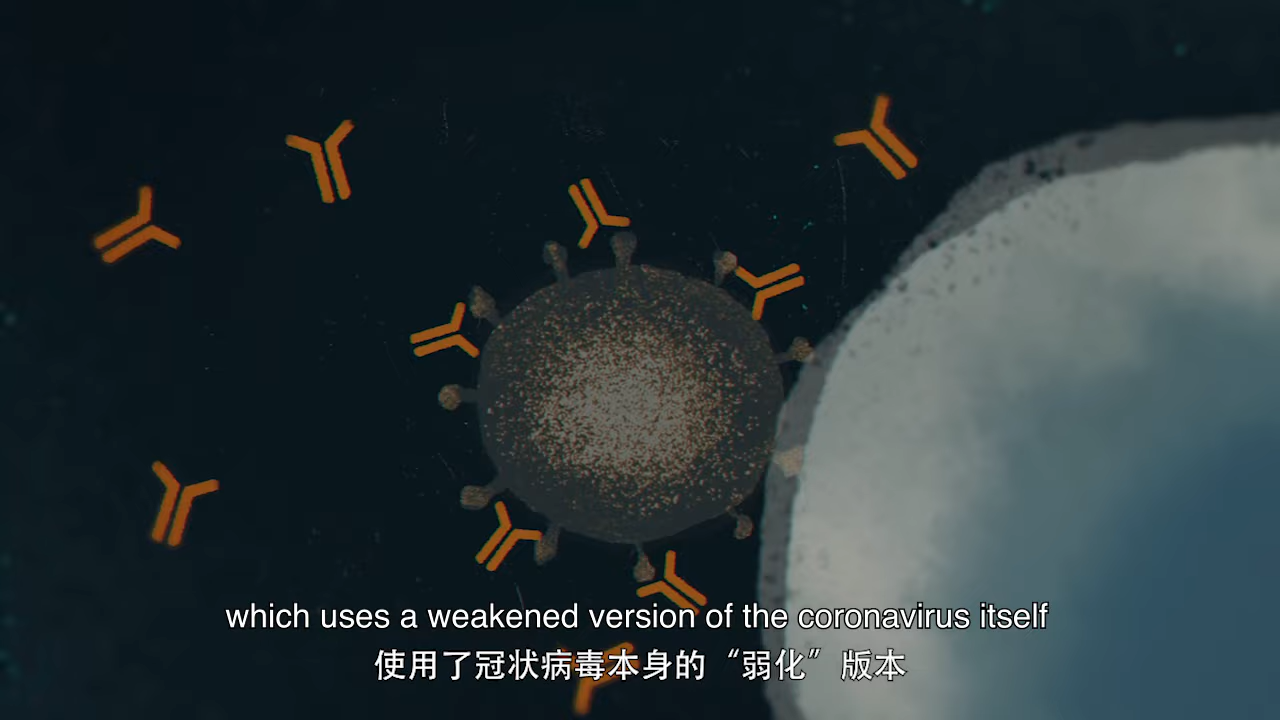 which uses a weakened version of the coronavirus itself
使用了冠状病毒本身的“弱化”版本